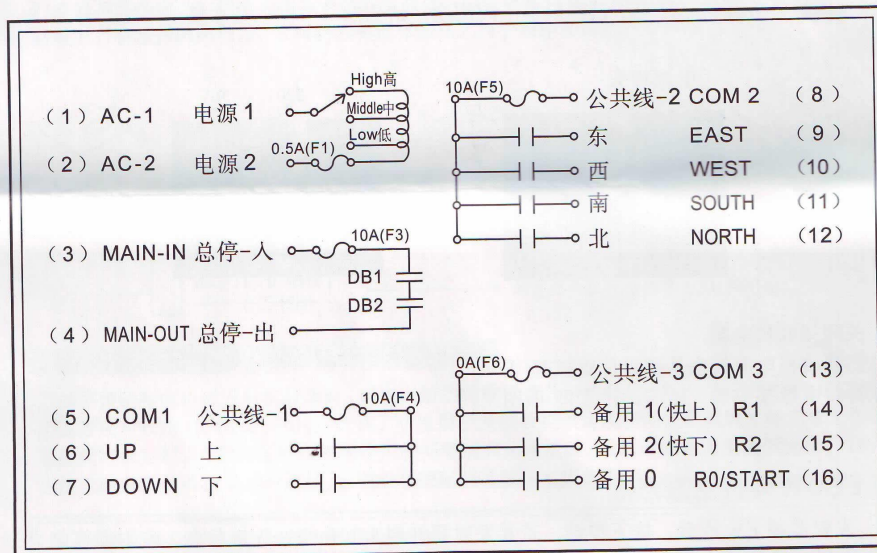 High高
(1) AC-1 电源1 Middle中
Low低
(2) AC-2 电源2 0.5A(F1)
(3) MAIN-IN 总停-入 10A(F3)
DB1
DB2
(4) MAIN-OUT 总停-出
(5) COM1 公共线-1 10A(F4)
(6) UP 上
(7) DOWN 下
10A(F5) 公共线-2 COM 2 (8)
东 EAST (9)
西 WEST (10)
南 SOUTH (11)
北 NORTH (12)
0A(F6) 公共线-3 COM 3 (13)
备用1(快上) R1 (14)
备用2(快下) R2 (15)
备用0 R0/START (16)